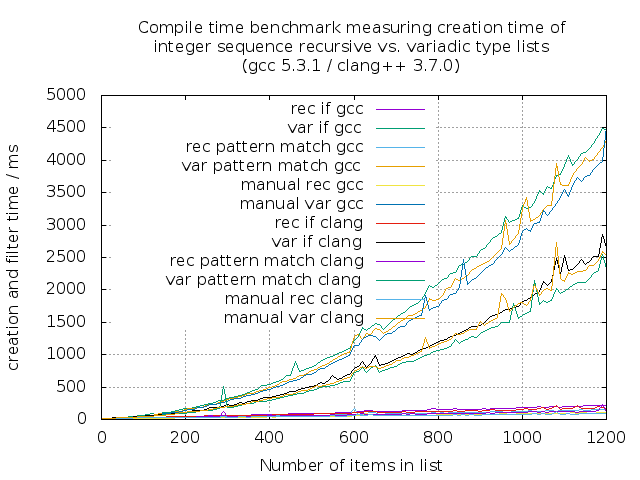 Compile time benchmark measuring creation time of
integer sequence recursive vs. variadic type lists
(gcc 5.3.1 / clang++ 3.7.0)
creation and filter time / ms
5000
4500
4000
3500
3000
2500
2000
1500
1000
500
0
rec if gcc
var if gcc
rec pattern match gcc
var pattern match gcc
manual rec gcc
manual var gcc
rec if clang
var if clang
rec pattern match clang
var pattern match clang
manual rec clang
manual var clang
0 200 400 600 800 1000 1200
Number of items in list